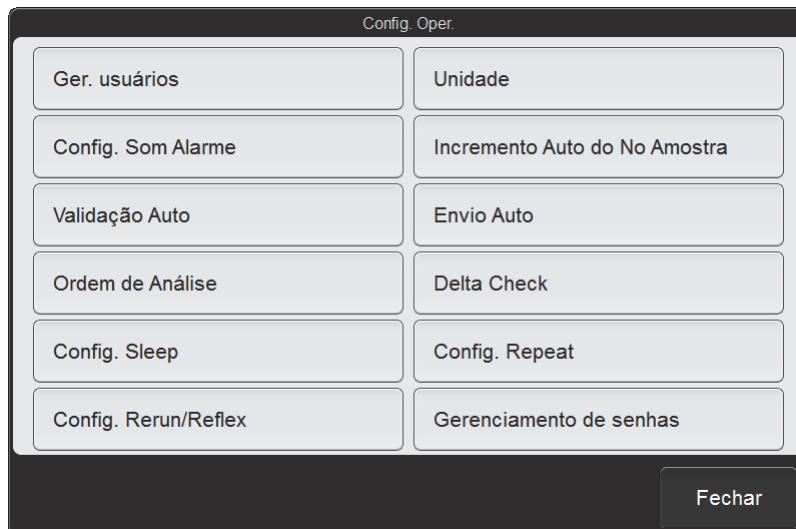 Config. Oper.
Ger. usuários
Unidade
Config. Som Alarme
Incremento Auto do No Amostra
Validação Auto
Envio Auto
Ordem de Análise
Delta Check
Config. Sleep
Config. Repeat
Config. Rerun/Reflex
Gerenciamento de senhas
Fechar